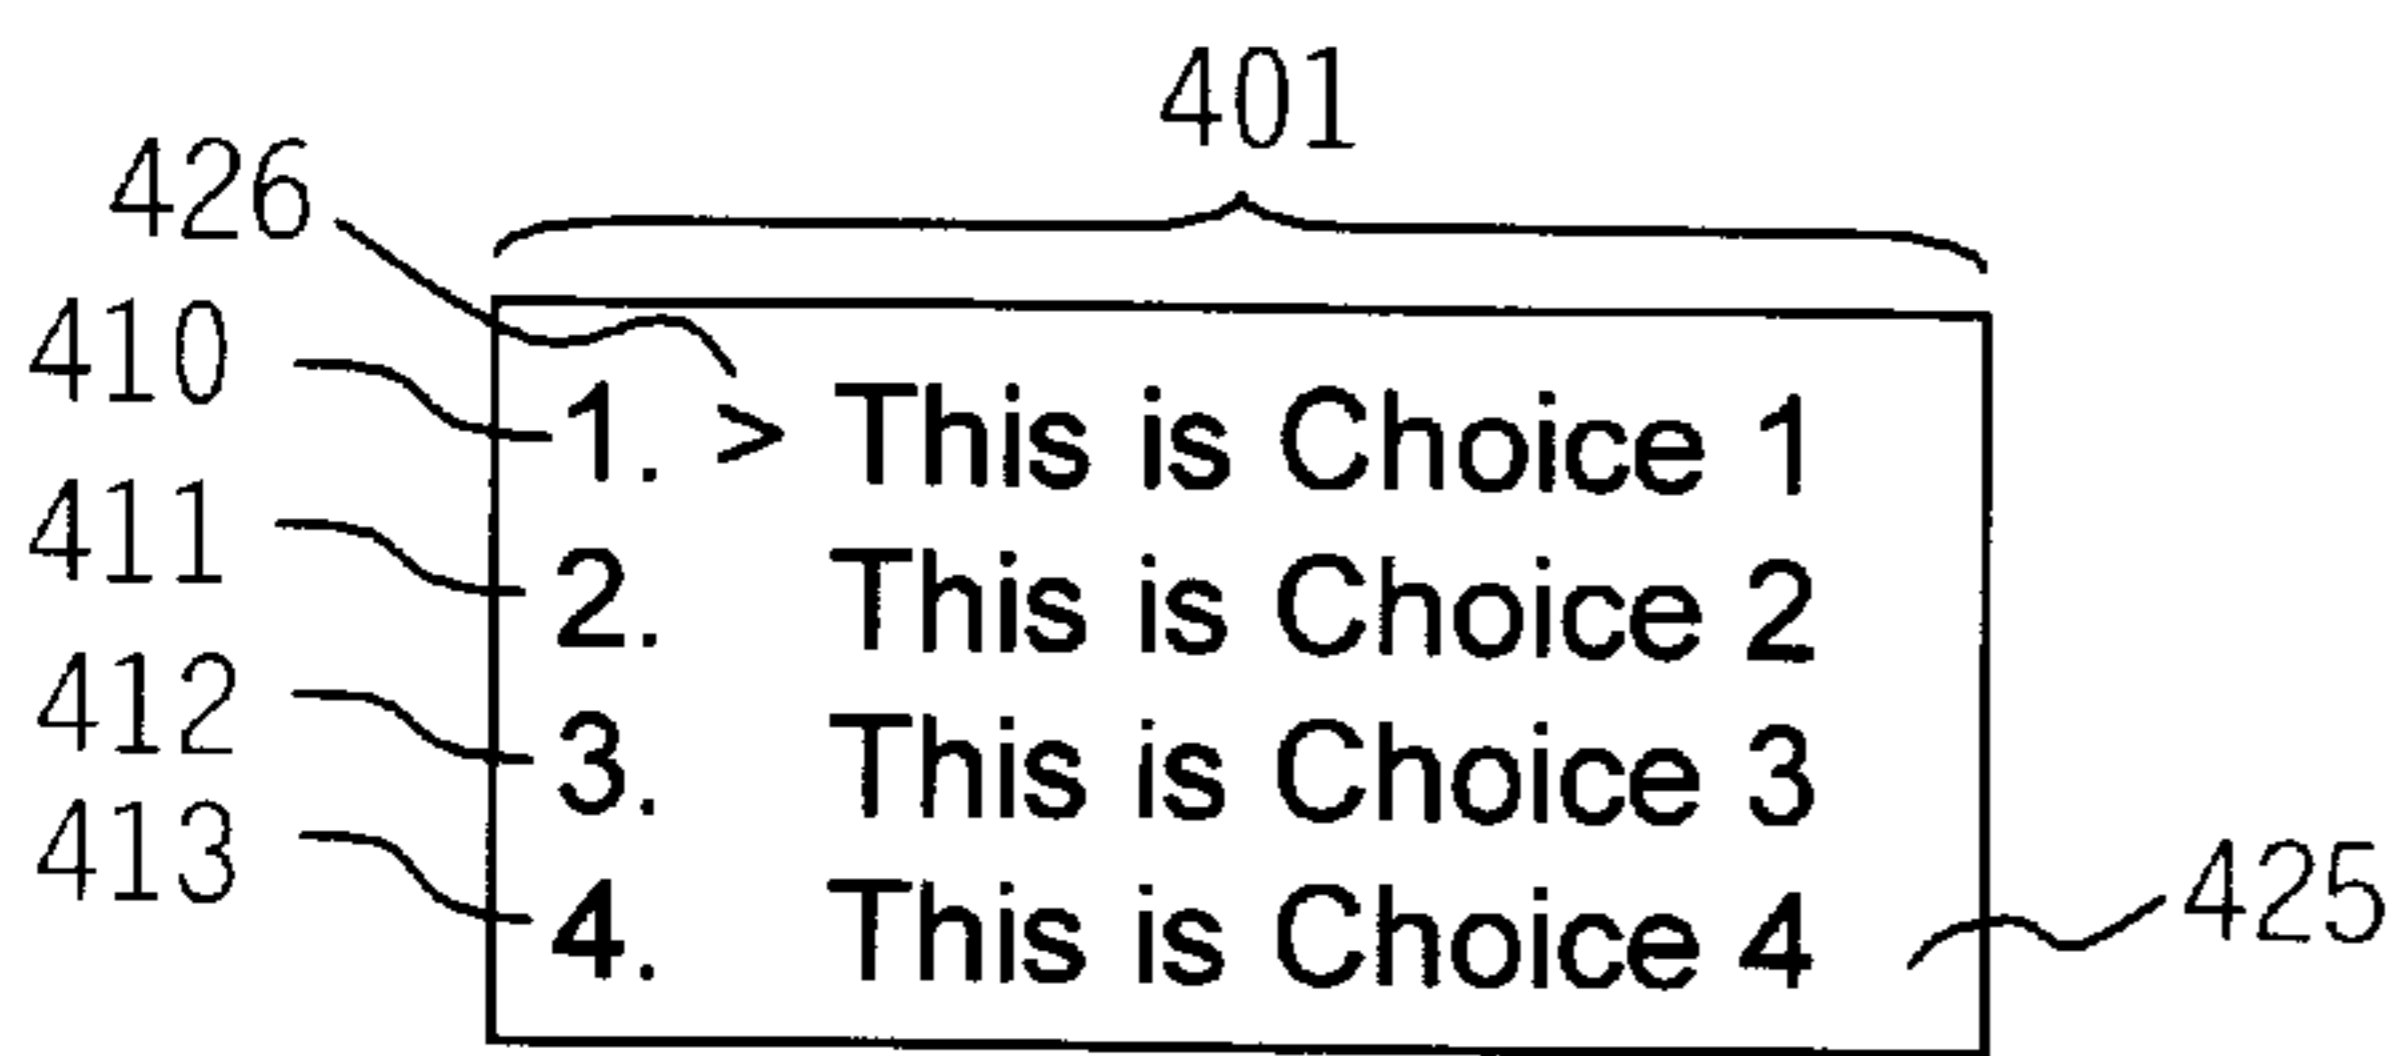 401
426
410
1. > This is Choice 1
411
2. This is Choice 2
412
3. This is Choice 3
413
4. This is Choice 4
425